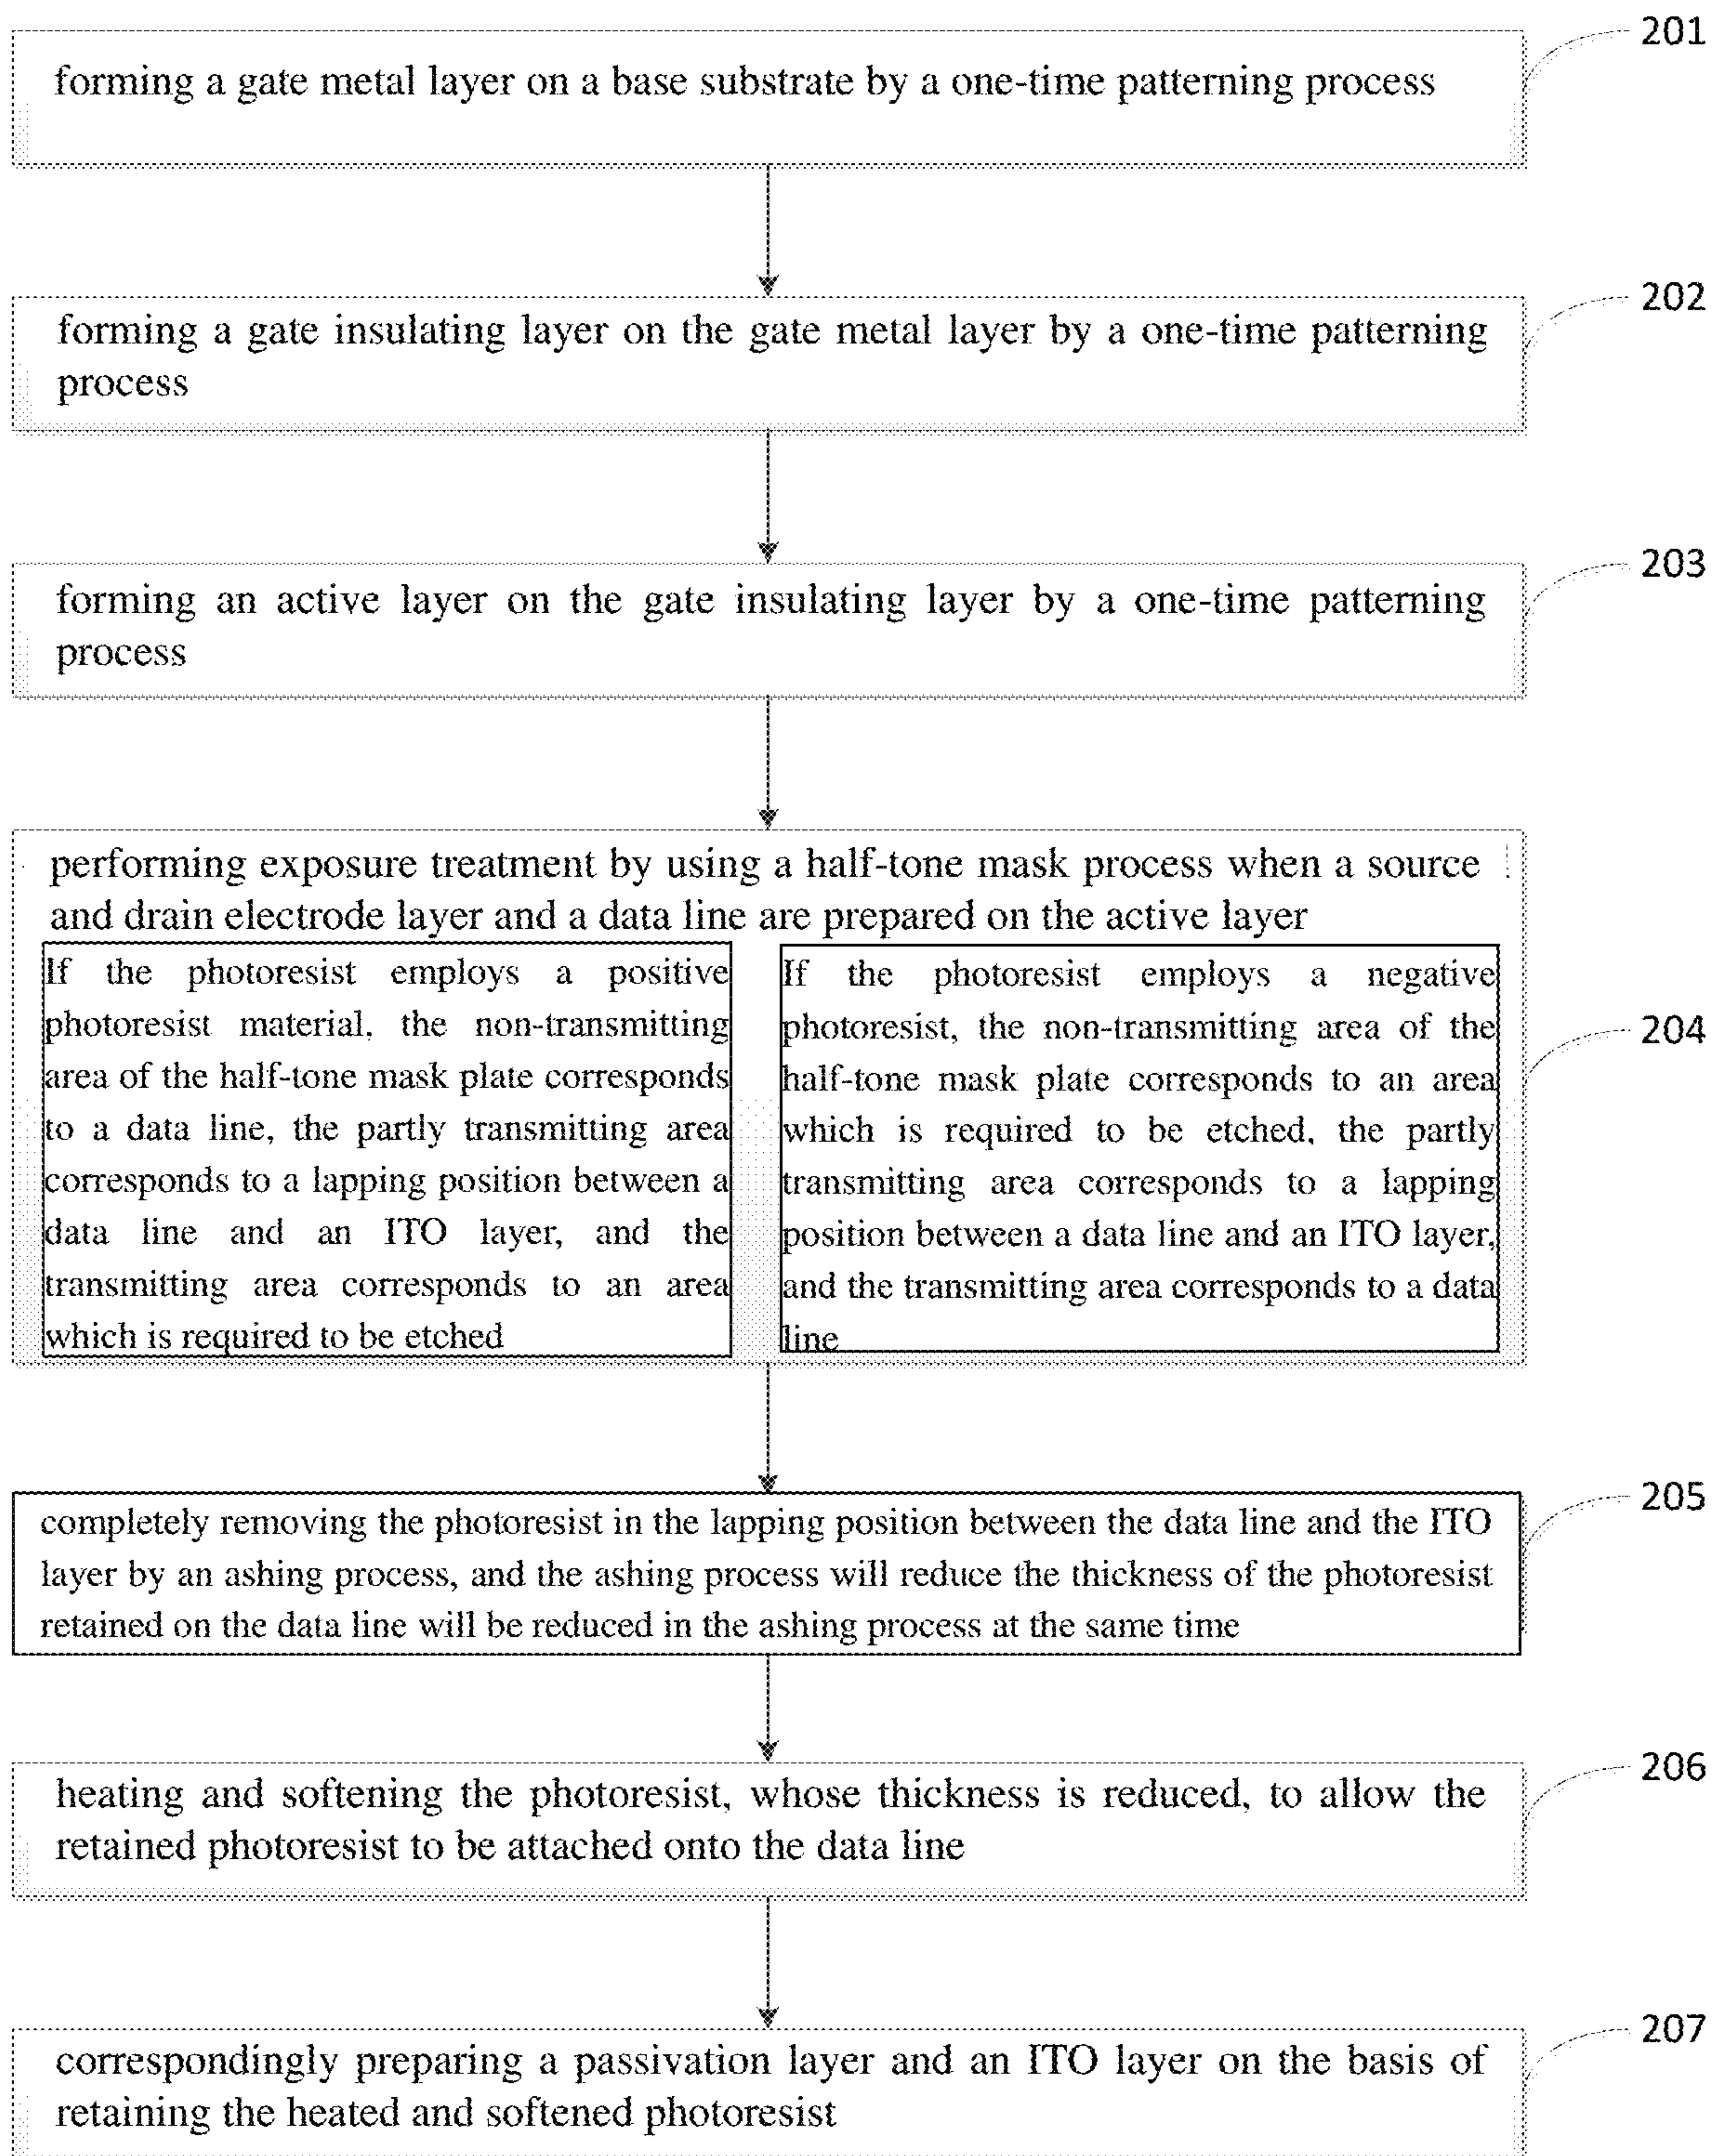 201
forming a gate metal layer on a base substrate by a one-time patterning process
202
forming a gate insulating layer on the gate metal layer by a one-time patterning
process
203
forming an active layer on the gate insulating layer by a one-time patterning
process
performing exposure treatment by using a half-tone mask process when a source
and drain electrode layer and a data line are prepared on the active layer
If the photoresist employs a positive
photoresist material, the non-transmitting
area of the half-tone mask plate corresponds
to a data line, the partly transmitting area
corresponds to a lapping position between a
data line and an ITO layer, and the
transmitting area corresponds to an area
which is required to be etched
If the photoresist employs a negative
photoresist, the non-transmitting area of the
half-tone mask plate corresponds to an area
which is required to be etched, the partly
transmitting area corresponds to a lapping
position between a data line and an ITO layer,
and the transmitting area corresponds to a data
line
204
205
completely removing the photoresist in the lapping position between the data line and the ITO
layer by an ashing process, and the ashing process will reduce the thickness of the photoresist
retained on the data line will be reduced in the ashing process at the same time
206
heating and softening the photoresist, whose thickness is reduced, to allow the
retained photoresist to be attached onto the data line
207
correspondingly preparing a passivation layer and an ITO layer on the basis of
retaining the heated and softened photoresist